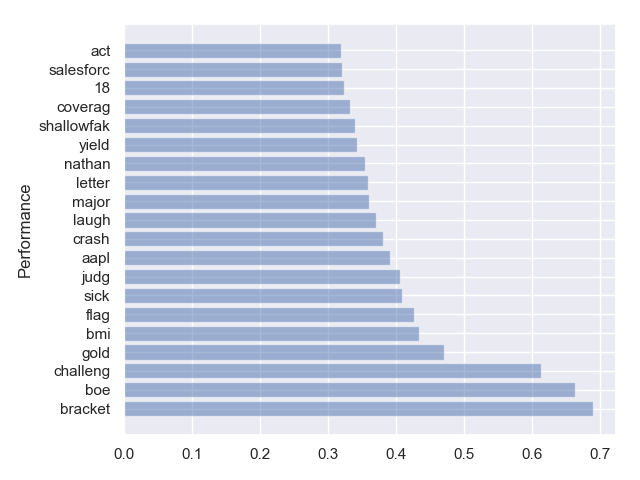 act
salesforc
18
coverag
shallowfak
yield
nathan
letter
major
laugh
crash
aapl
judg
sick
flag
bmi
gold
challeng
boe
bracket
Performance
0.0 0.1 0.2 0.3 0.4 0.5 0.6 0.7